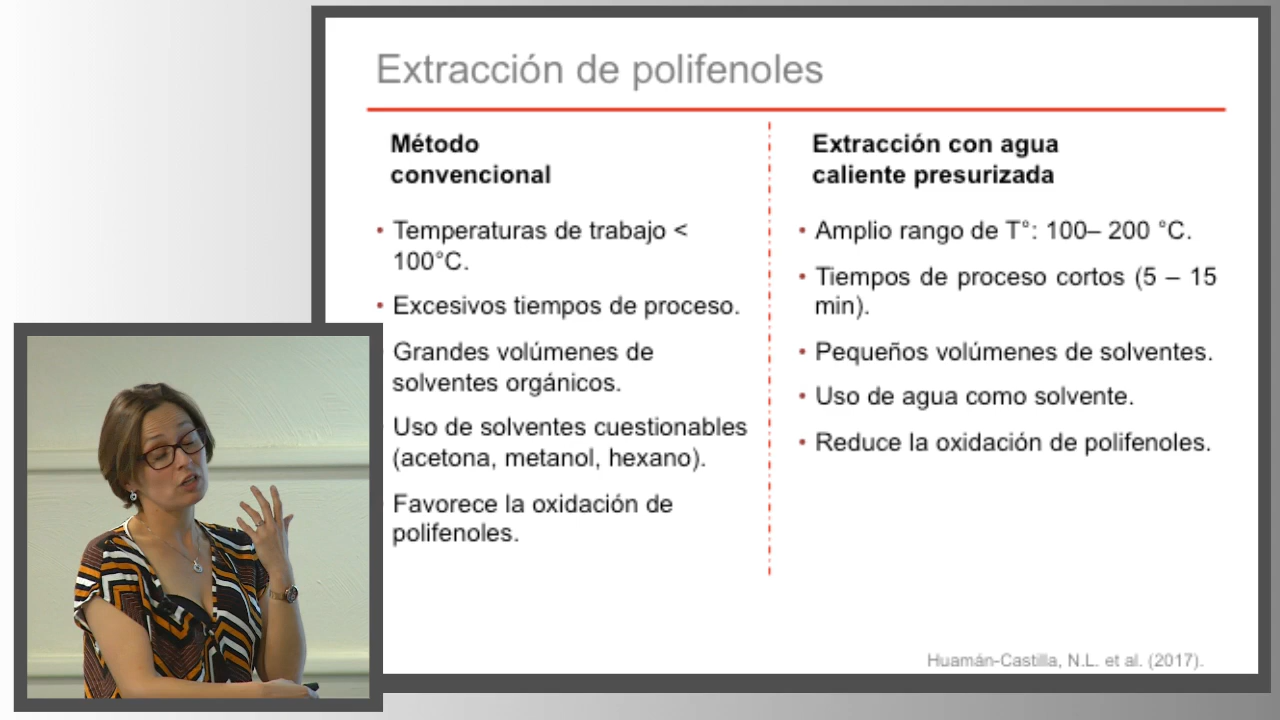 Extracción de polifenoles
Método
convencional
• Temperaturas de trabajo <
100°C.
• Excesivos tiempos de proceso.
Grandes volúmenes de
solventes orgánicos.
Uso de solventes cuestionables
(acetona, metanol, hexano).
Favorece la oxidación de
polifenoles.
Extracción con agua
caliente presurizada
• Amplio rango de T°: 100– 200 °C.
• Tiempos de proceso cortos (5 – 15
min).
• Pequeños volúmenes de solventes.
• Uso de agua como solvente.
• Reduce la oxidación de polifenoles.
Huamán-Castilla, N.L. et al. (2017).